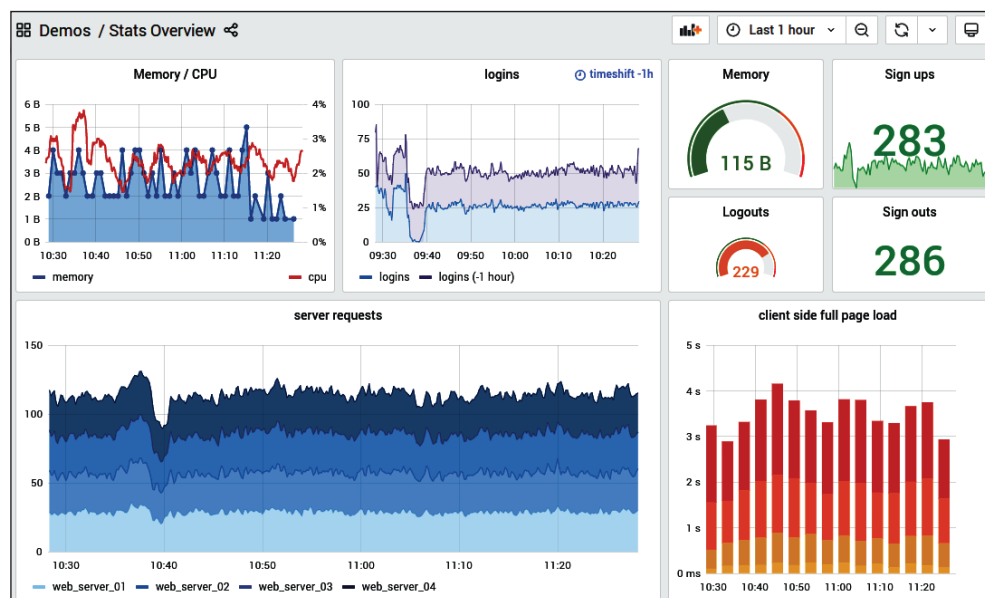 Demos / Stats Overview
Last 1 hour
Memory / CPU
6 B
5 B
4 B
3 B
2 B
1 B
0 B
4%
3%
2%
1%
0%
10:30 10:40 10:50 11:00 11:10 11:20
memory cpu
logins
timeshift -1h
100
75
50
25
0
09:30 09:40 09:50 10:00 10:10 10:20
logins logins (-1 hour)
Memory
115 B
Sign ups
283
Logouts
229
Sign outs
286
server requests
150
100
50
0
10:30 10:40 10:50 11:00 11:10 11:20
web_server_01 web_server_02 web_server_03 web_server_04
client side full page load
5 s
4 s
3 s
2 s
1 s
0 ms
10:30 10:40 10:50 11:00 11:10 11:20